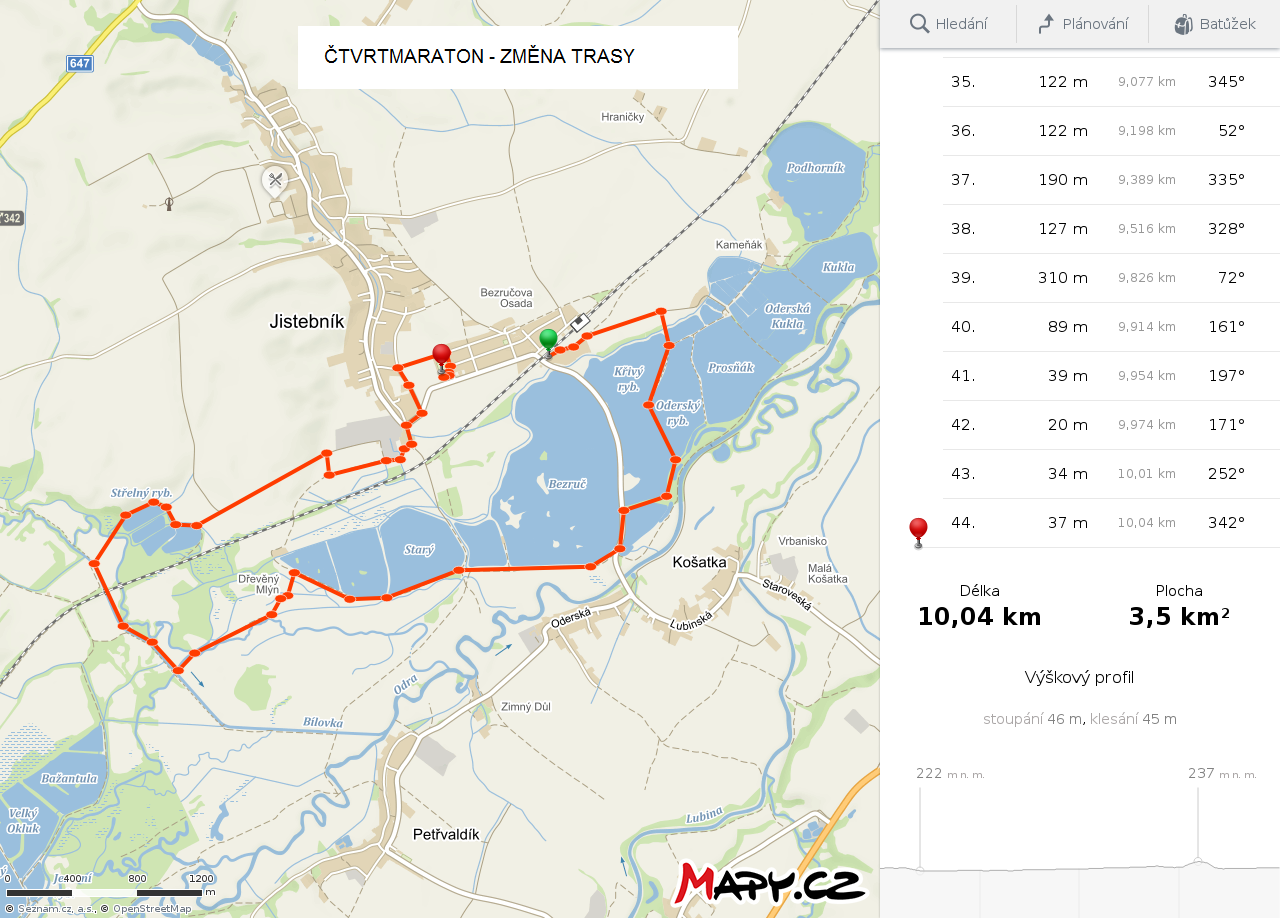 ČTVRTMARATON - ZMĚNA TRASY
647
342
Hraničky
Podhorník
Kameňák
Kukla
Bezručova
Osada
Oderská
Kukla
Jistebník
Křivý
ryb.
Prosňák
Oderský
ryb.
Bezruč
Střelný ryb.
Starý
Dřevěný
Mlýn
Košatka
Vrbanisko
Malá
Košatka
Staroveská
Oderská
Lubinská
Odra
Zimný Důl
Bílovka
Bažantula
Velký
Okluk
Petřvaldík
Lubina
0 400 800 1200
m
© Seznam.cz, a.s., © OpenStreetMap
MAPY.CZ
Hledání Plánování Batůžek
35. 122 m 9,077 km 345°
36. 122 m 9,198 km 52°
37. 190 m 9,389 km 335°
38. 127 m 9,516 km 328°
39. 310 m 9,826 km 72°
40. 89 m 9,914 km 161°
41. 39 m 9,954 km 197°
42. 20 m 9,974 km 171°
43. 34 m 10,01 km 252°
44. 37 m 10,04 km 342°
Délka Plocha
10,04 km 3,5 km²
Výškový profil
stoupání 46 m, klesání 45 m
222 m n. m. 237 m n. m.